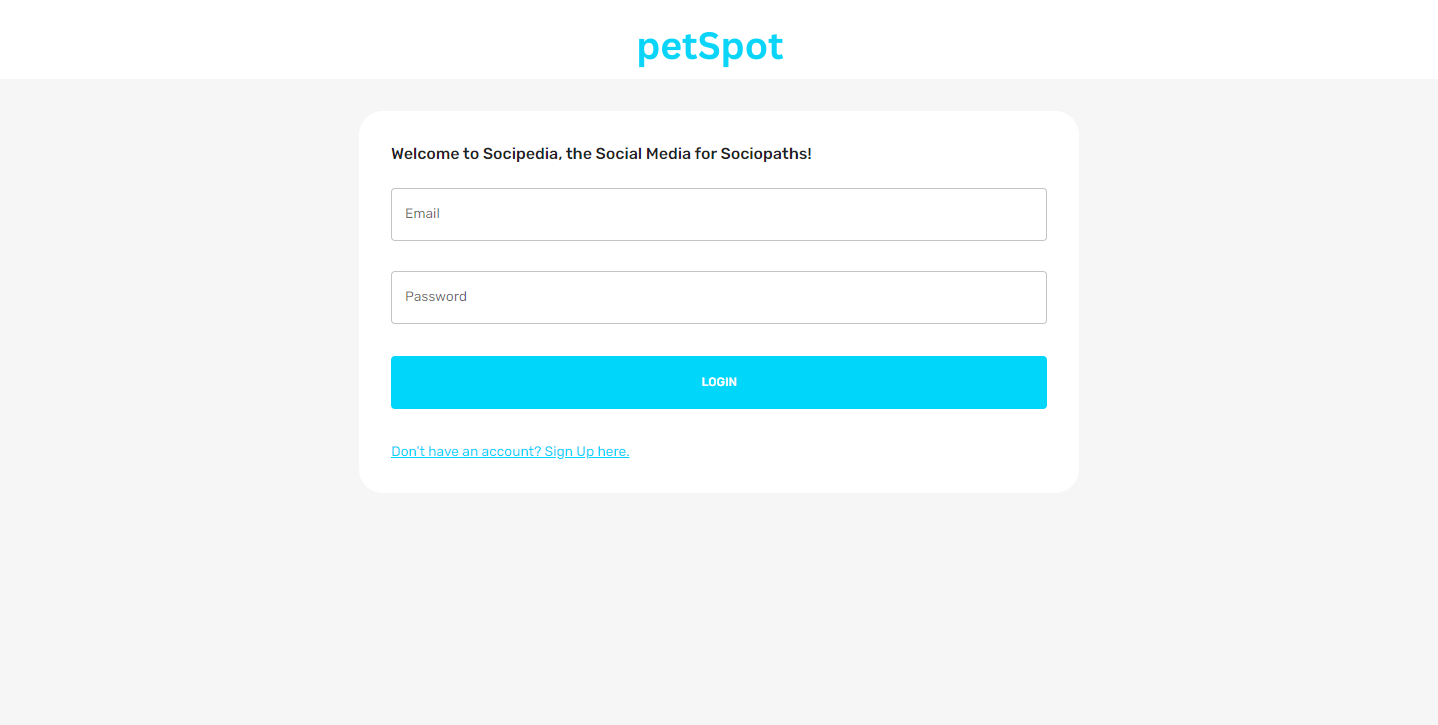 petSpot
Welcome to Socipedia, the Social Media for Sociopaths!
Email
Password
LOGIN
Don't have an account? Sign Up here.